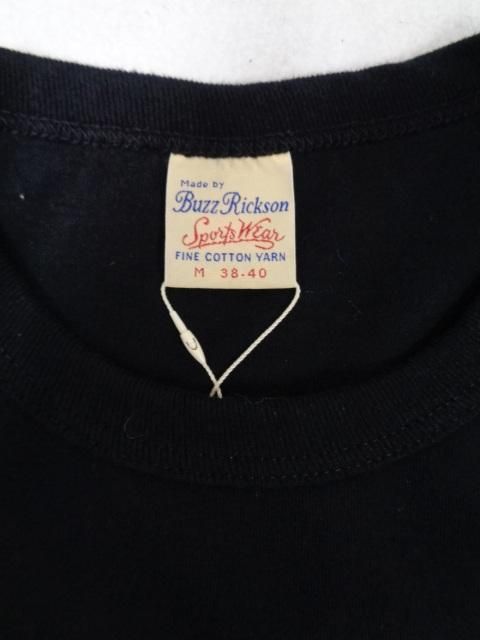 Made by
Buzz Rickson
Sports Wear
FINE COTTON YARN
M 38-40